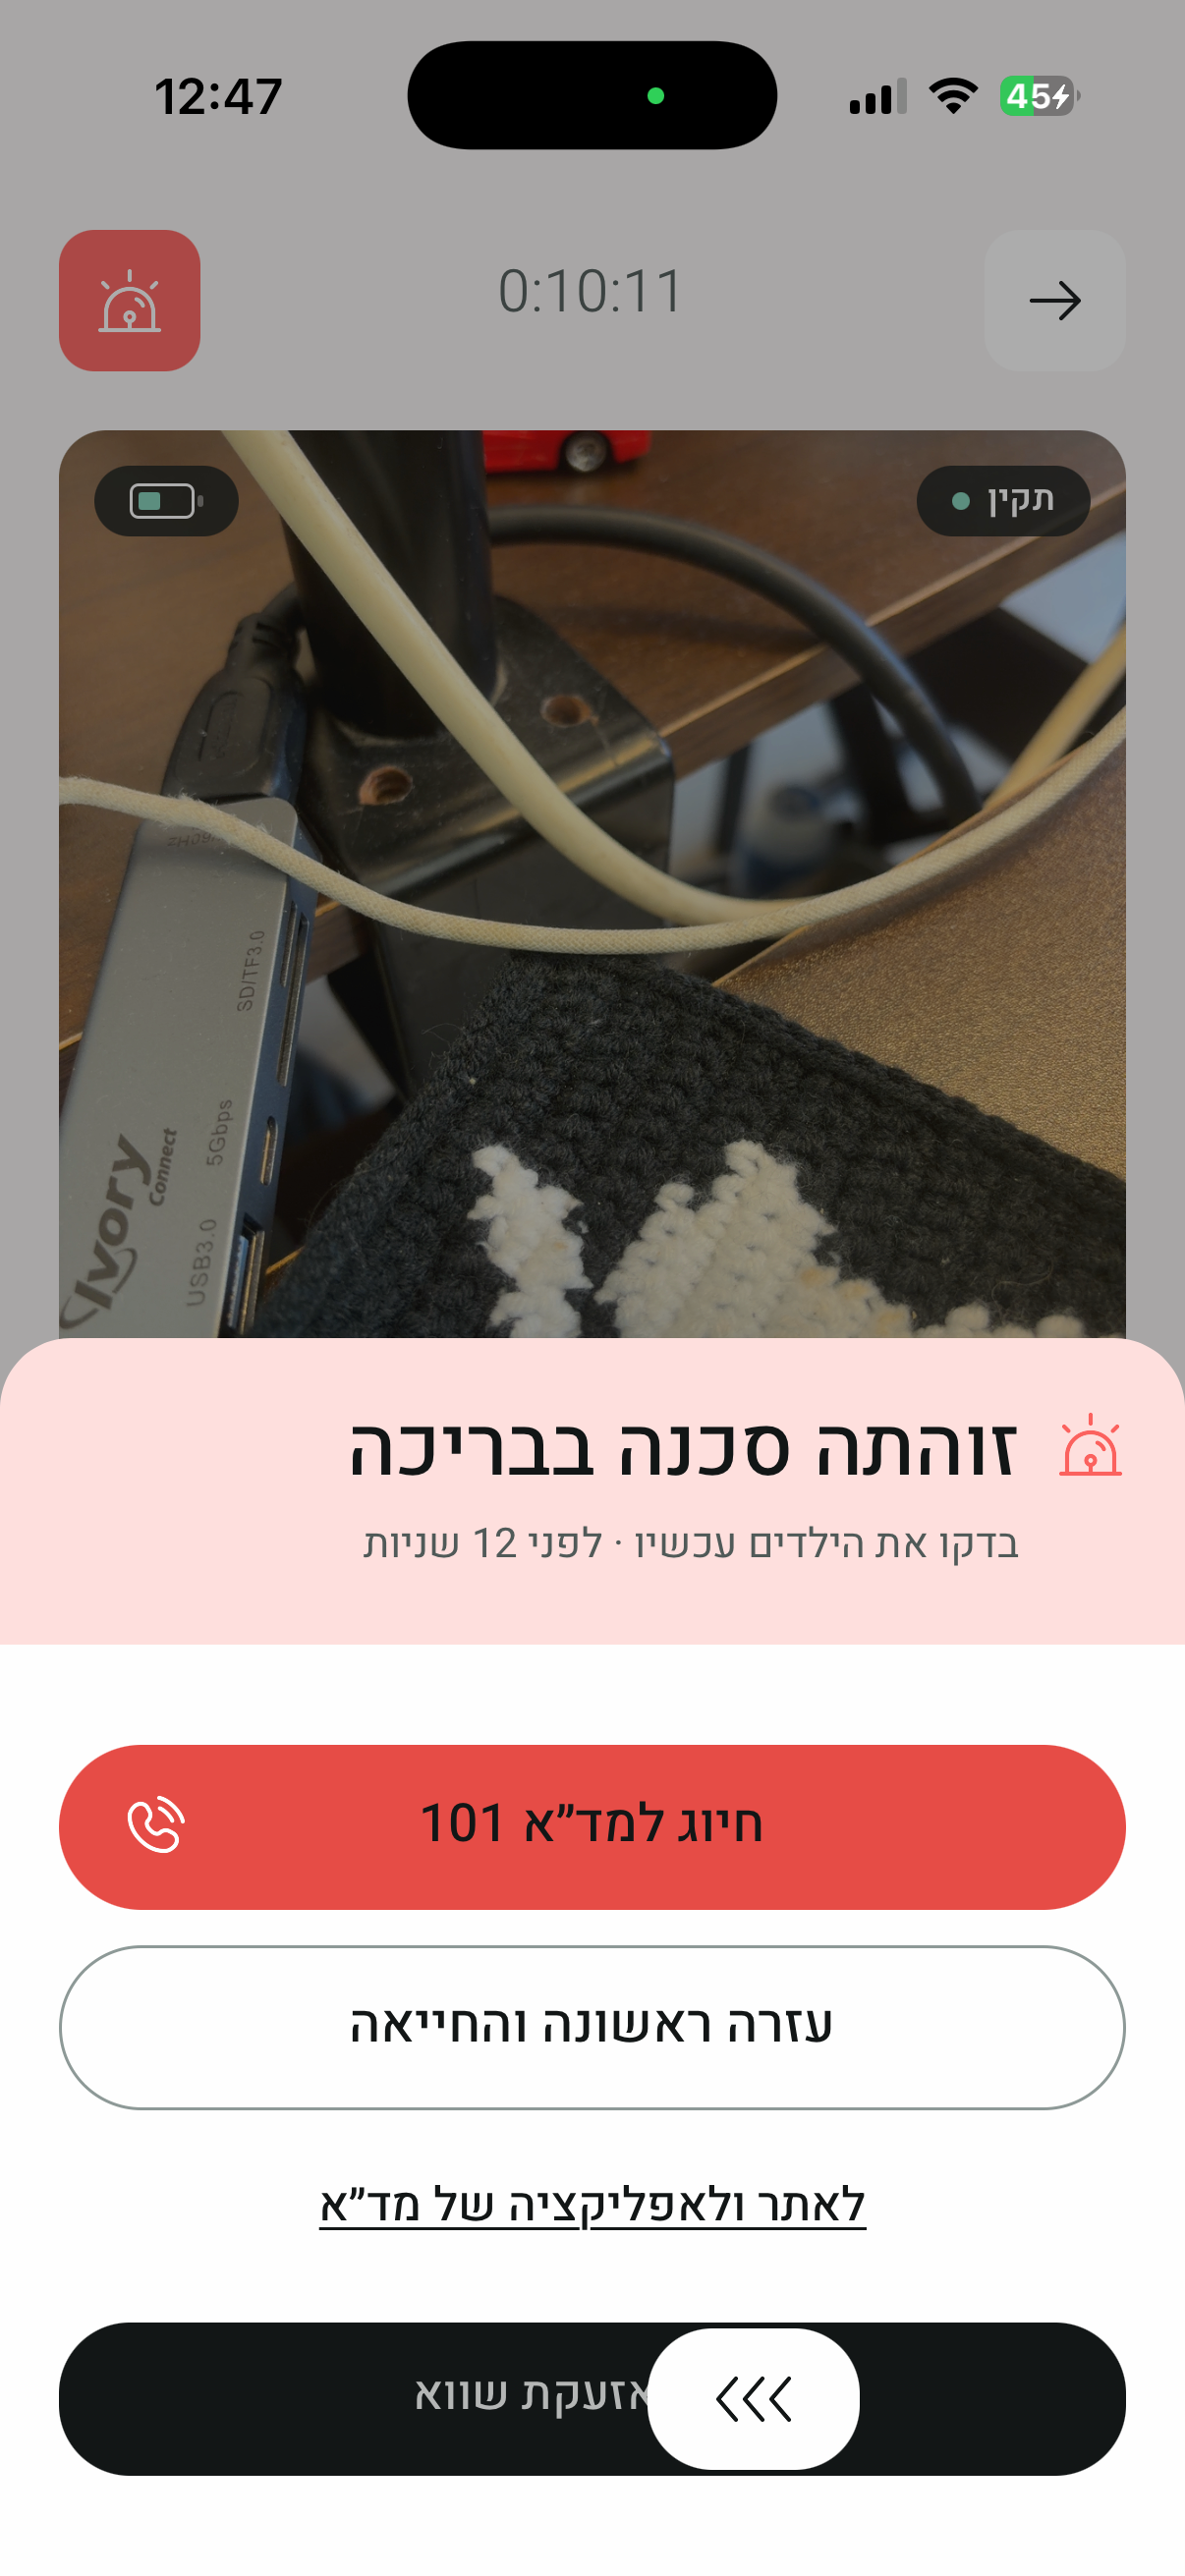 12:47
45
0:10:11
תקין
SD/TF3.0
5Gbps
Ivory
Connect
USB3.0
זוהתה סכנה בבריכה
בדקו את הילדים עכשיו · לפני 12 שניות
חיוג למד״א 101
עזרה ראשונה והחייאה
לאתר ולאפליקציה של מד״א
אזעקת שווא